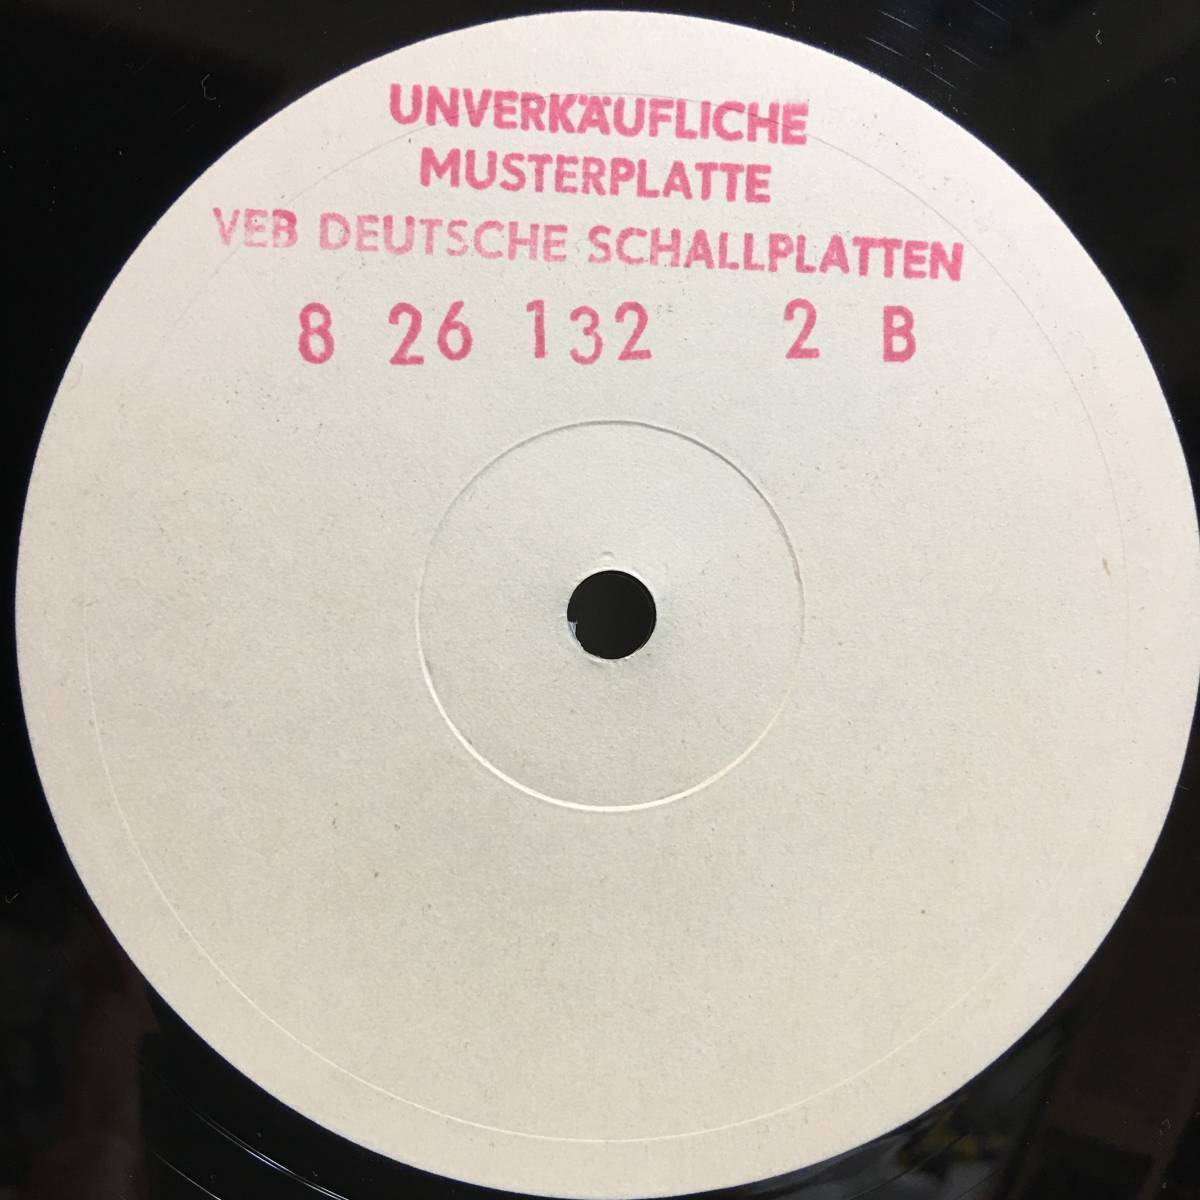 UNVERKÄUFLICHE
MUSTERPLATTE
VEB DEUTSCHE SCHALLPLATTEN
8 26 132 2 B